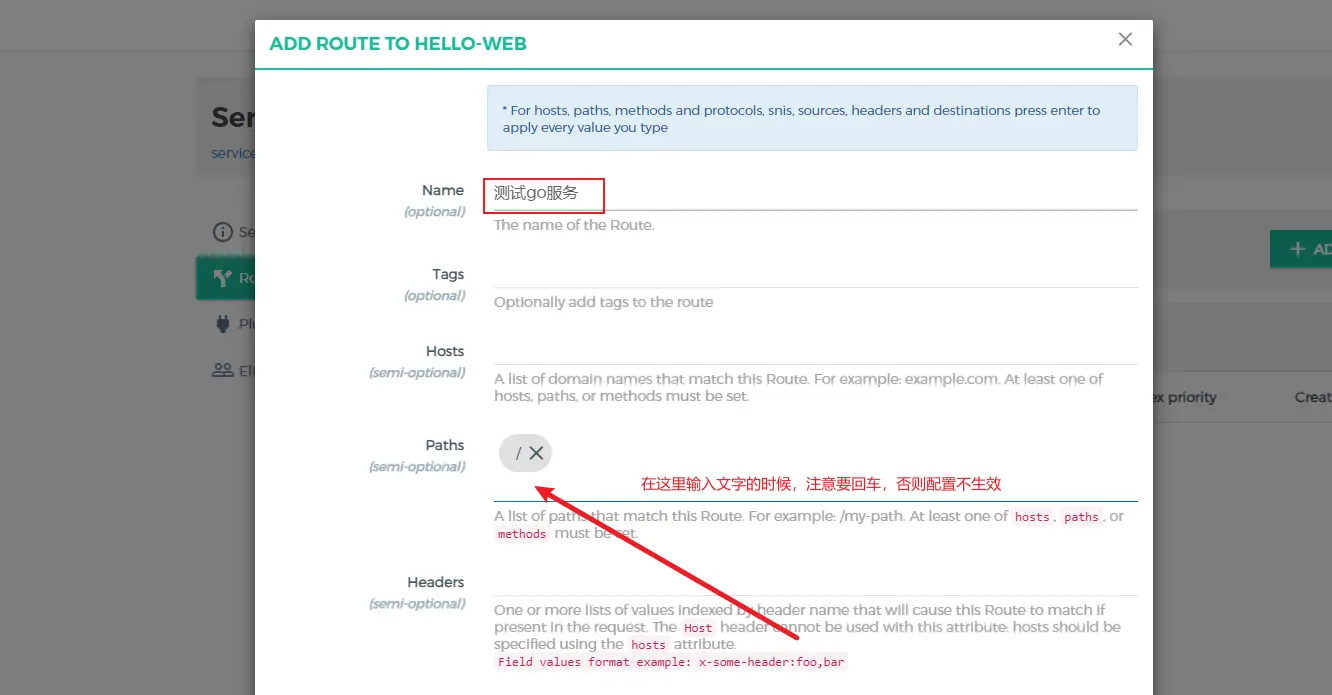 ADD ROUTE TO HELLO-WEB
* For hosts, paths, methods and protocols, snis, sources, headers and destinations press enter to
apply every value you type
Ser
service
Name
(optional)
测试go服务
The name of the Route.
Se
Ro
Pl
Eli
AD
Tags
(optional)
Optionally add tags to the route
Hosts
(semi-optional)
A list of domain names that match this Route. For example: example.com. At least one of
hosts, paths, or methods must be set.
ex priority
Creat
Paths
(semi-optional)
/
在这里输入文字的时候，注意要回车，否则配置不生效
A list of paths that match this Route. For example: /my-path. At least one of hosts, paths, or
methods must be set.
Headers
(semi-optional)
One or more lists of values indexed by header name that will cause this Route to match if
present in the request. The Host header cannot be used with this attribute: hosts should be
specified using the hosts attribute.
Field values format example: x-some-header:foo,bar